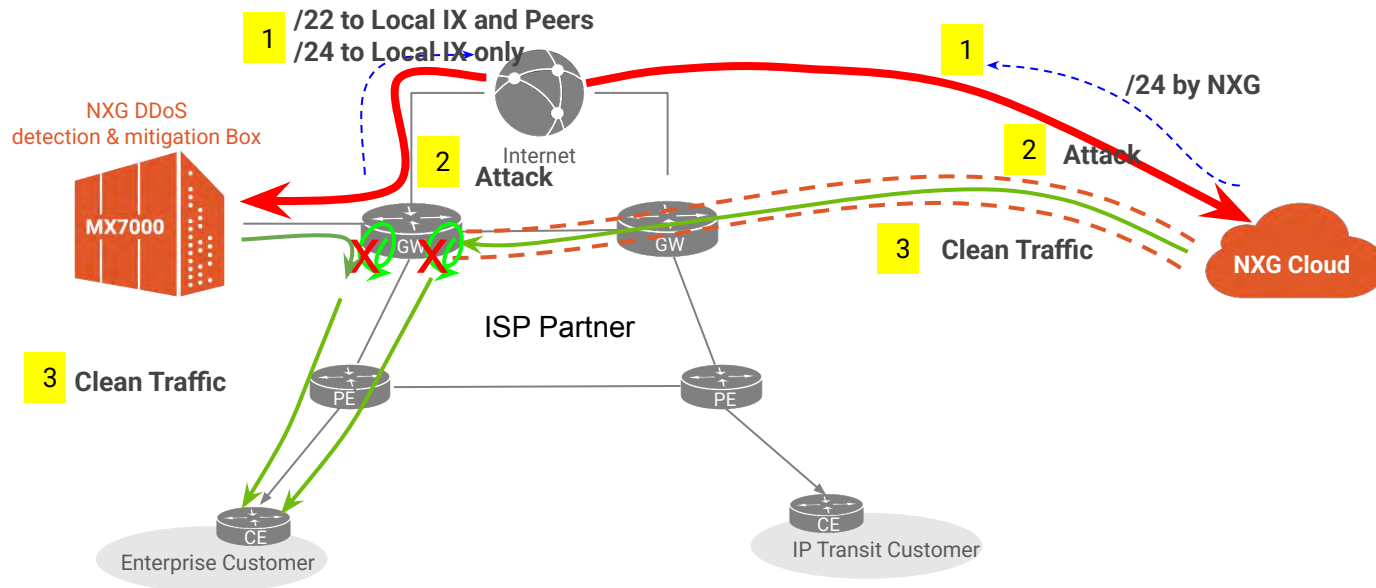 1
/22 to Local IX and Peers
/24 to Local IX only
1
/24 by NXG
NXG DDoS
detection & mitigation Box
Internet
2
Attack
2
Attack
MX7000
GW
X
X
GW
3
Clean Traffic
NXG Cloud
ISP Partner
3
Clean Traffic
PE
PE
CE
Enterprise Customer
CE
IP Transit Customer